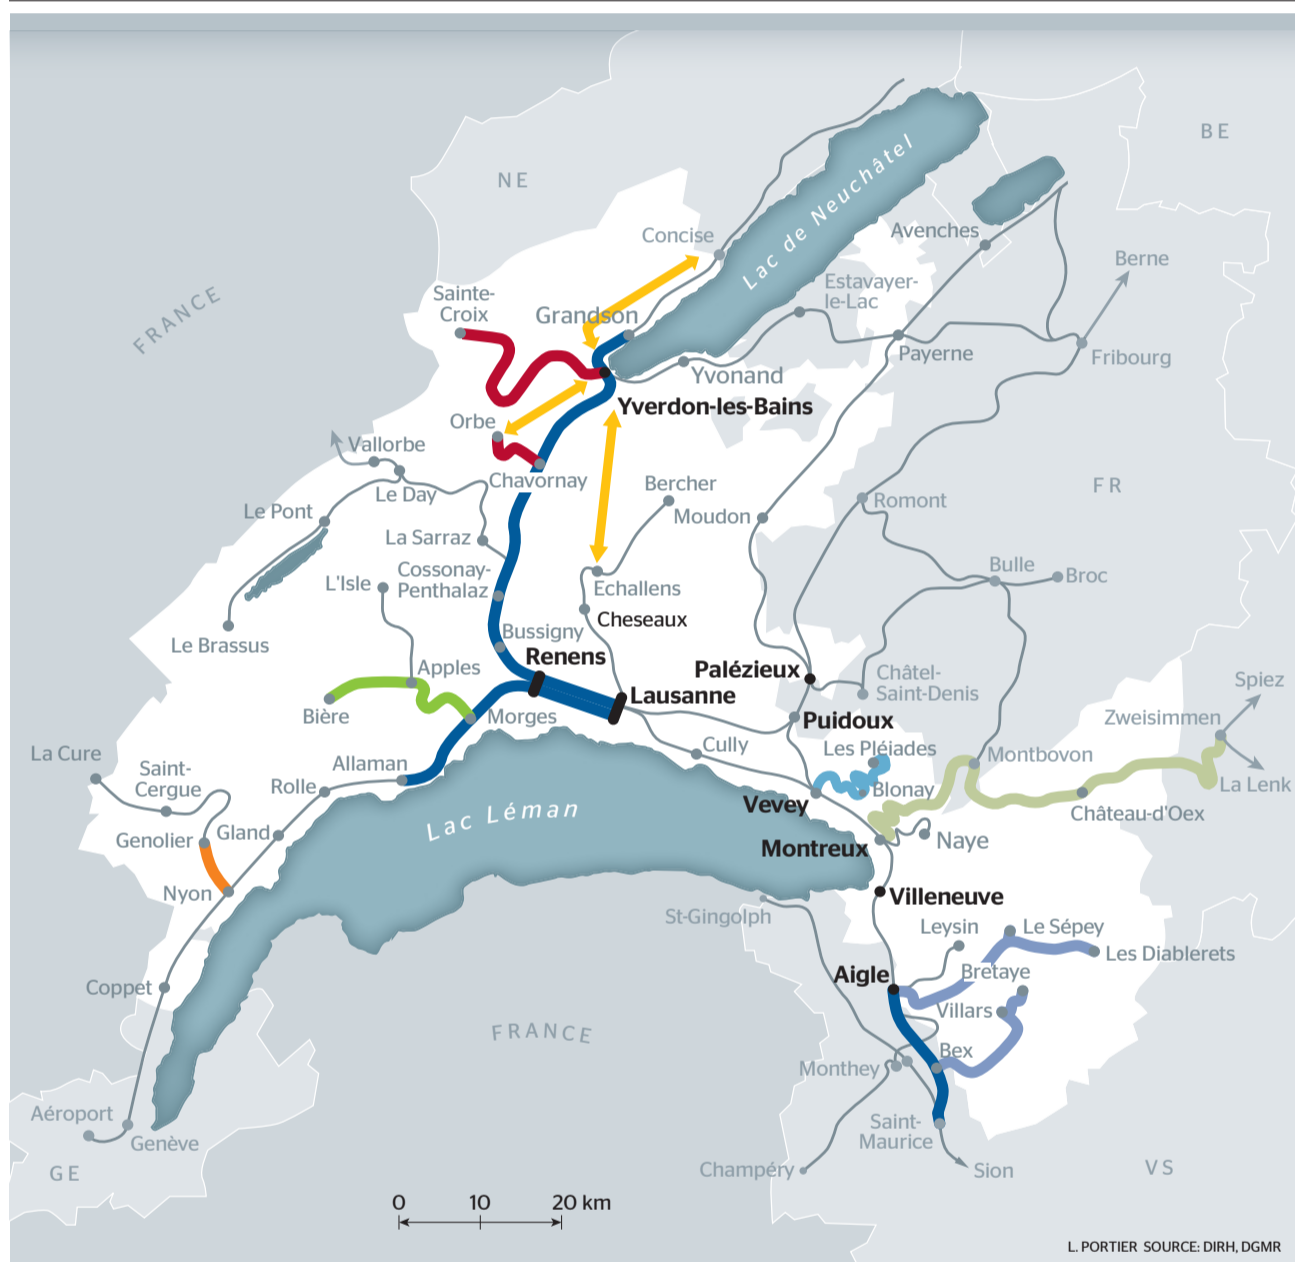 BE
NE
Lac de Neuchâtel
Concise
Avenches
Berne
Estavayer-
le-Lac
Sainte-
Croix
FRANCE
Grandson
Payerne
Fribourg
Yvonand
Yverdon-les-Bains
Orbe
Vallorbe
Chavornay
Bercher
FR
Le Day
Romont
Le Pont
Moudon
La Sarraz
Bulle
Broc
L'Isle
Cossonay-
Penthalaz
Echallens
Cheseaux
Bussigny
Le Brassus
Renens
Apples
Palézieux
Châtel-
Saint-Denis
Spiez
Lausanne
Bière
Morges
Puidoux
Zweisimmen
Cully
Les Pléiades
Montbovon
La Cure
Allaman
Saint-
Cergue
Rolle
Blonay
La Lenk
Vevey
Château-d'Oex
Lac Léman
Genolier
Gland
Naye
Montreux
Nyon
Villeneuve
St-Gingolph
Leysin
Le Sépey
Les Diablerets
Aigle
Bretaye
Coppet
Villars
FRANCE
Bex
Monthey
Aéroport
Genève
Saint-
Maurice
GE
Champéry
Sion
VS
0 10 20 km
L. PORTIER SOURCE: DIRH, DGMR